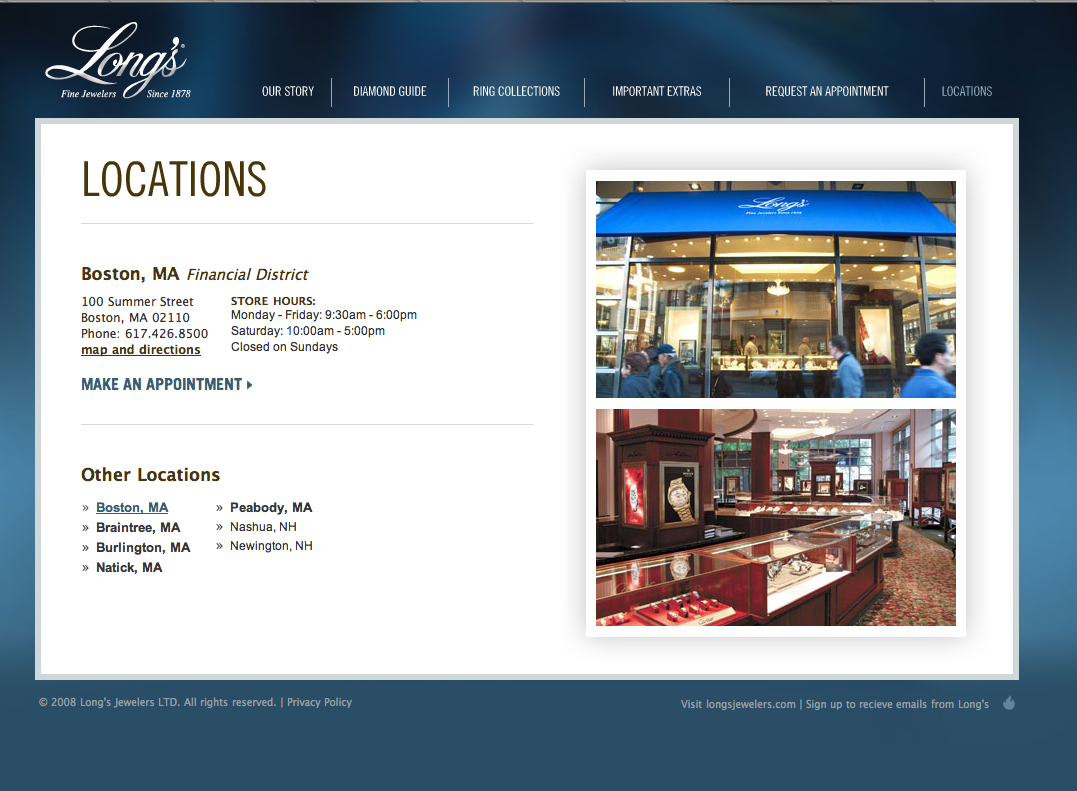 Long's
Fine Jewelers Since 1878
OUR STORY
DIAMOND GUIDE
RING COLLECTIONS
IMPORTANT EXTRAS
REQUEST AN APPOINTMENT
LOCATIONS
LOCATIONS
Boston, MA Financial District
100 Summer Street
Boston, MA 02110
Phone: 617.426.8500
map and directions
STORE HOURS:
Monday - Friday: 9:30am - 6:00pm
Saturday: 10:00am - 5:00pm
Closed on Sundays
MAKE AN APPOINTMENT
Other Locations
» Boston, MA
» Braintree, MA
» Burlington, MA
» Natick, MA
» Peabody, MA
» Nashua, NH
» Newington, NH
Long's
Fine Jewelers Since 1878
Cartier
© 2008 Long's Jewelers LTD. All rights reserved. | Privacy Policy
Visit longsjewelers.com | Sign up to recieve emails from Long's